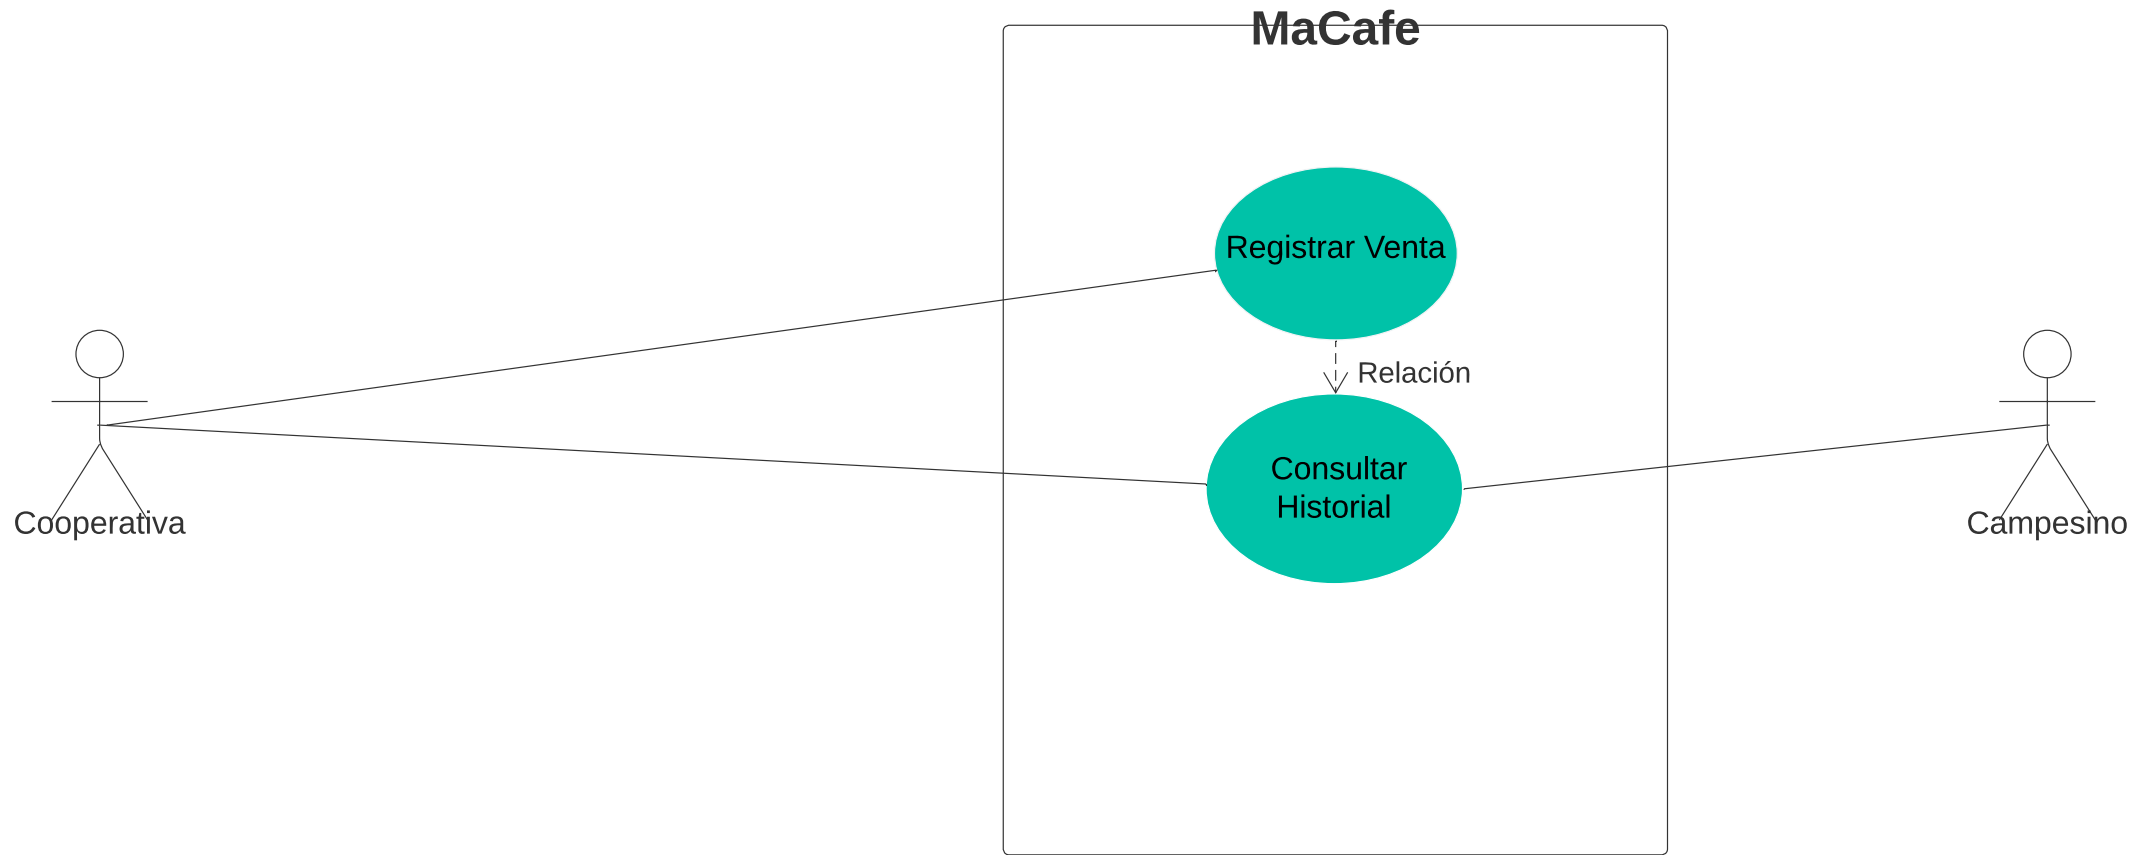 MaCafe
Registrar Venta
Relación
Consultar
Historial
Cooperativa
Campesino